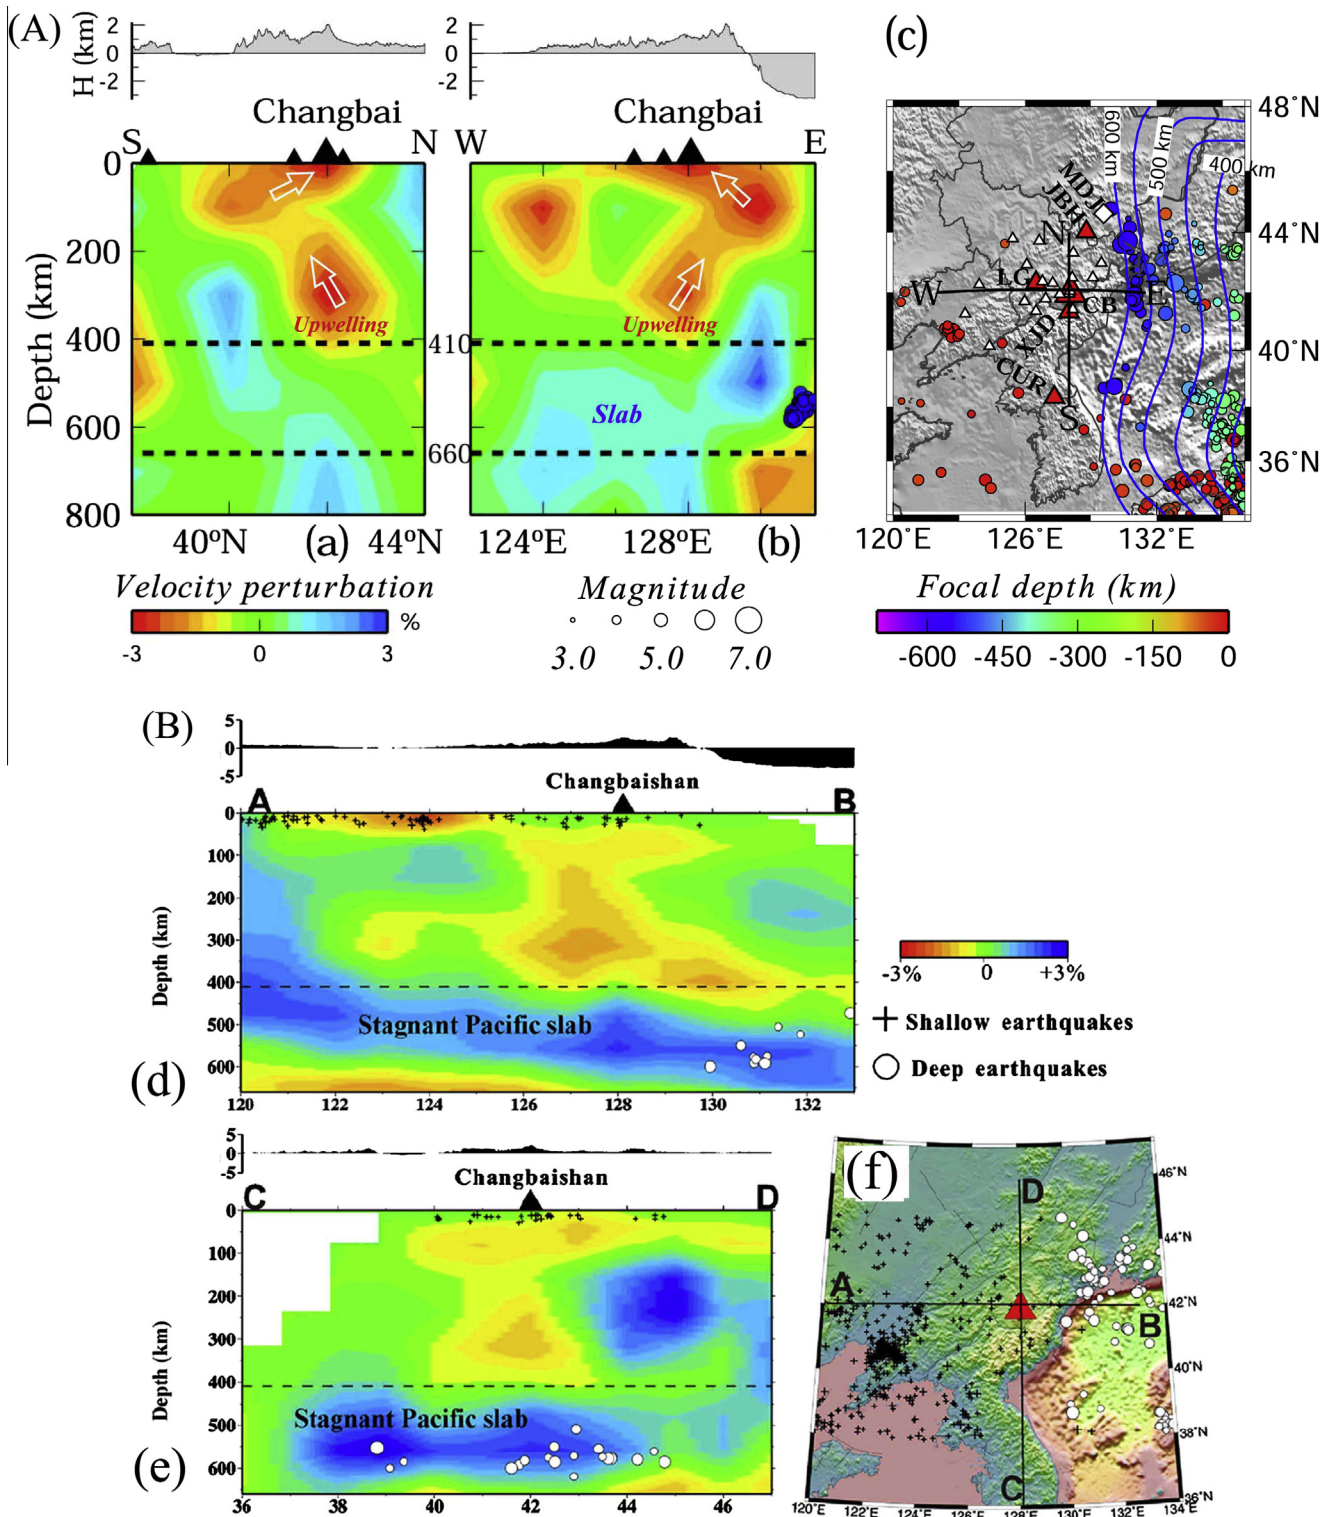 (A)
H (km)
2
0
-2
2
0
-2
Changbai
Changbai
S
N
W
E
0
200
400
600
800
Depth (km)
Upwelling
Upwelling
410
660
Slab
40°N
(a)
44°N
124°E
128°E
(b)
(c)
48°N
44°N
40°N
36°N
120°E
126°E
132°E
600 km
500 km
400 km
MDJ
JBH
N
LG
W
E
CB
XJD
CUR
S
Velocity perturbation
-3
0
3
%
Magnitude
3.0
5.0
7.0
Focal depth (km)
-600
-450
-300
-150
0
(B)
5
0
-5
Changbaishan
A
B
0
100
200
300
400
500
600
Depth (km)
Stagnant Pacific slab
(d)
120
122
124
126
128
130
132
-3%
0
+3%
Shallow earthquakes
Deep earthquakes
5
0
-5
Changbaishan
C
D
0
100
200
300
400
500
600
Depth (km)
Stagnant Pacific slab
(e)
36
38
40
42
44
46
(f)
D
A
B
C
46°N
44°N
42°N
40°N
38°N
36°N
120°E
122°E
124°E
126°E
128°E
130°E
132°E
134°E